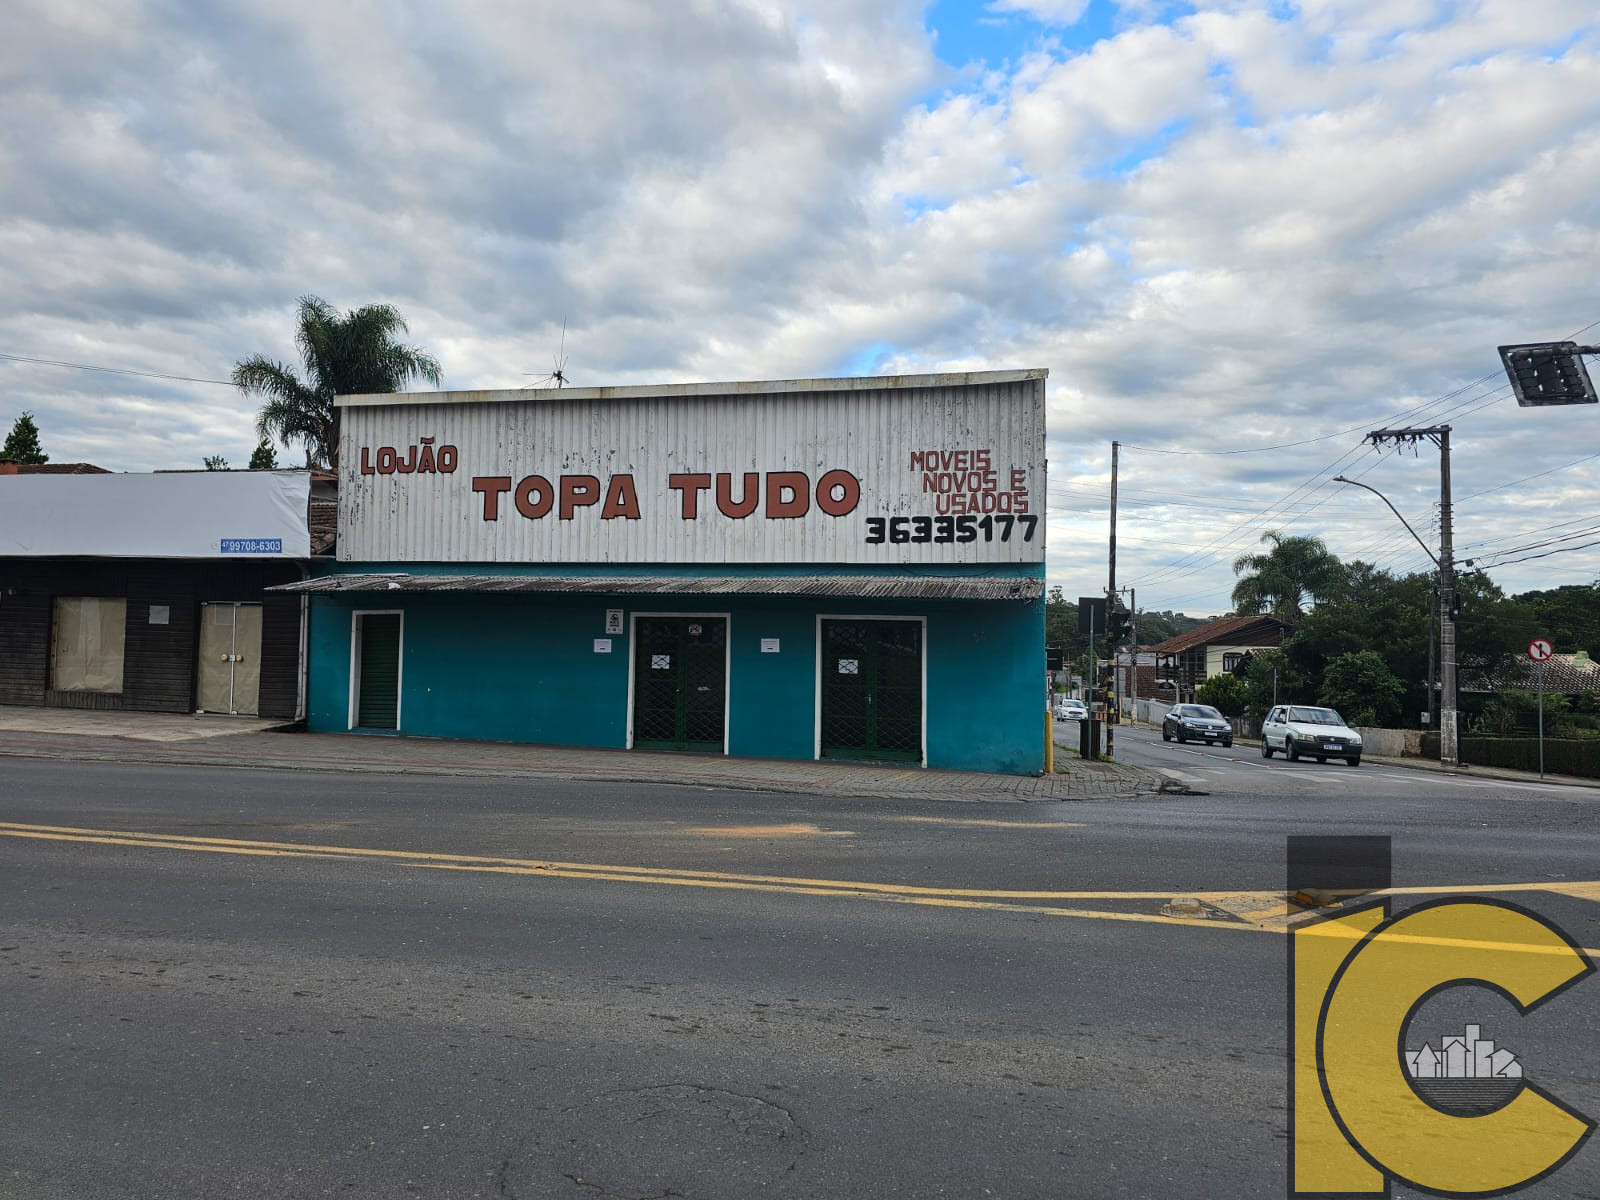 LOJÃO
TOPA TUDO
MOVEIS
NOVOS E
USADOS
36335177
47 99708-6303